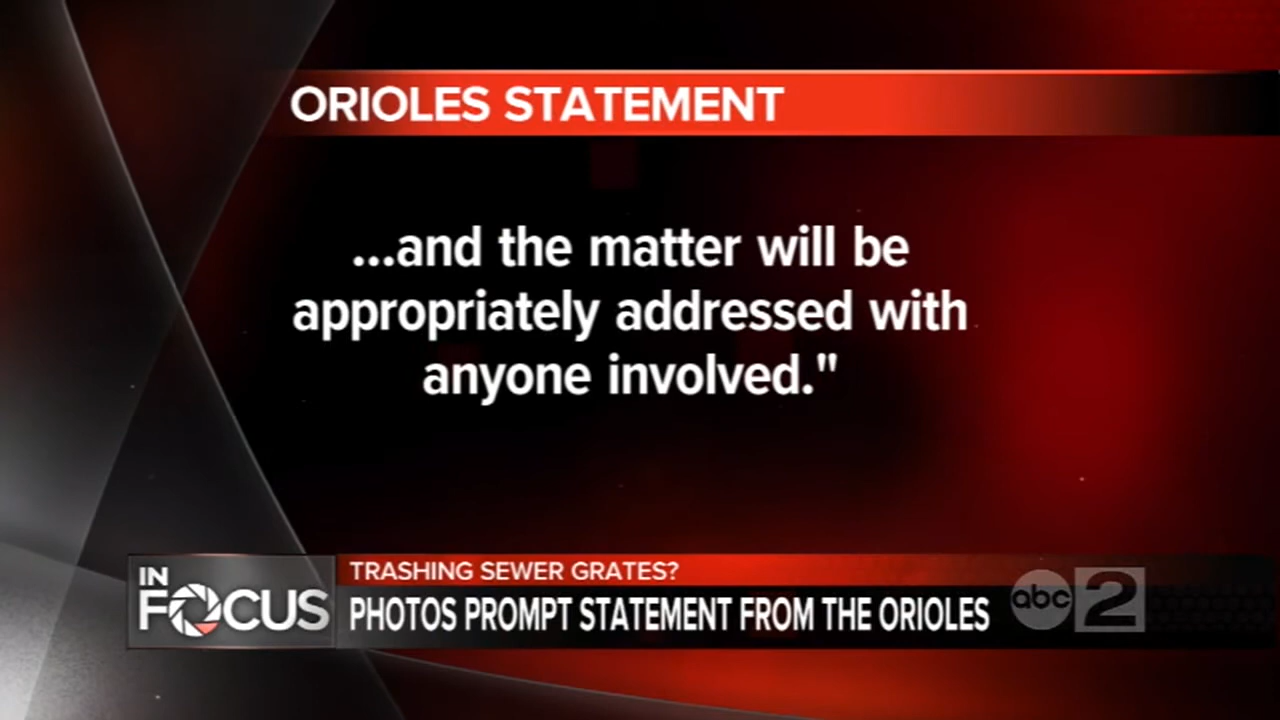 ORIOLES STATEMENT
...and the matter will be
appropriately addressed with
anyone involved."
IN
FOCUS
TRASHING SEWER GRATES?
PHOTOS PROMPT STATEMENT FROM THE ORIOLES
abc 2